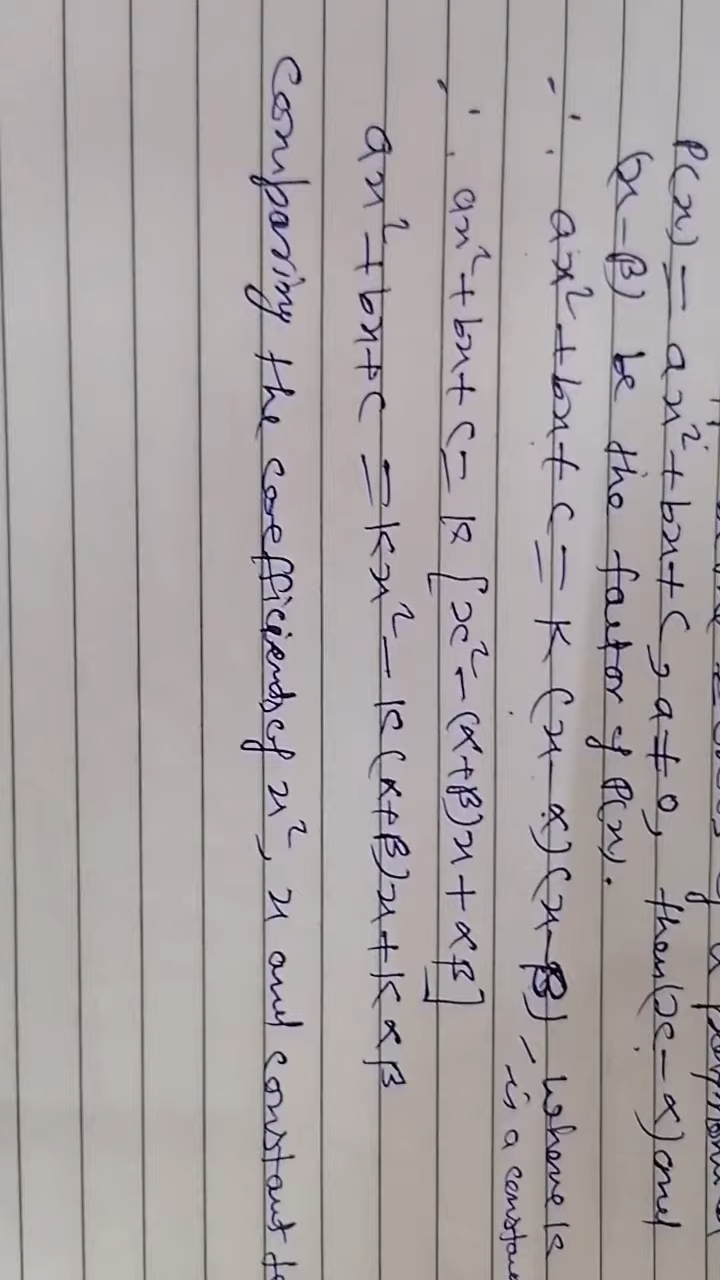 P(x) = ax² + bx + c, a ≠ 0, then (x - α) and
(x - β) be the factor of P(x).
∴ ax² + bx + c = K (x - α)(x - β), where K
is a
∴ ax² + bx + c = K [x² - (α+β)x + αβ]
ax² + bx + c = Kx² - K(α+β)x + Kαβ
Comparing the coefficients of x², x and constant